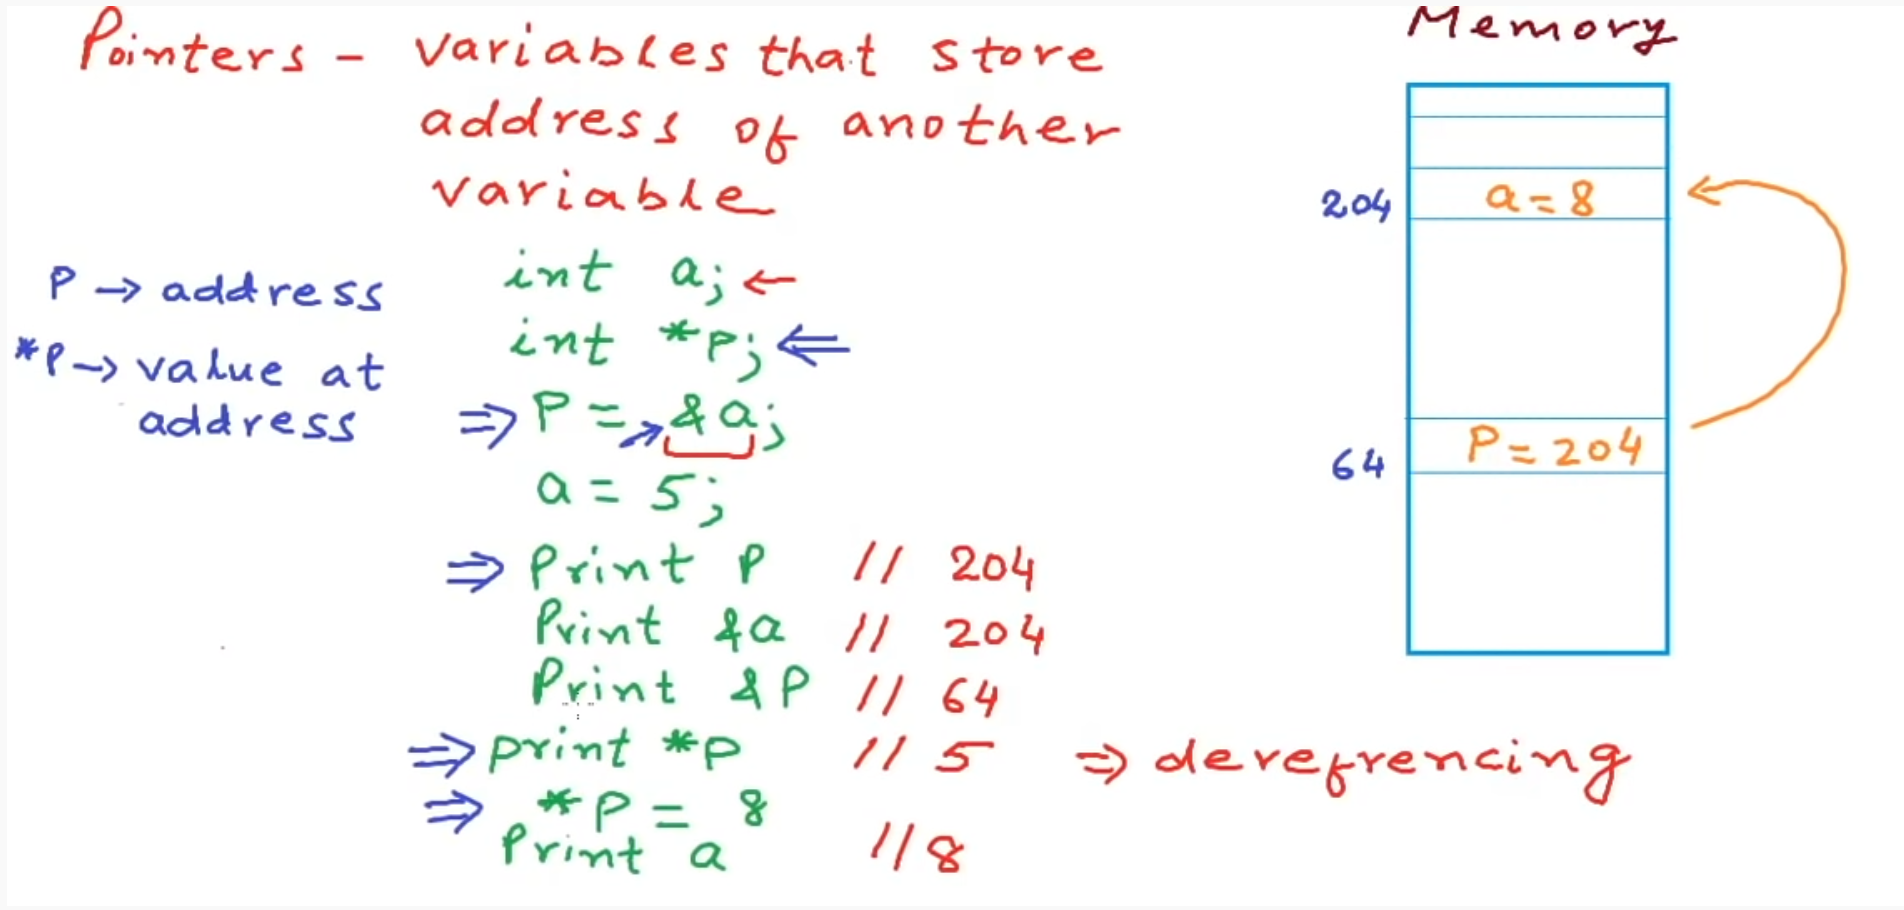 Pointers - variables that store
address of another
variable
P → address
*P → value at
address
int a; ←
int *P; ⇐
⇒ P = → &a;
a = 5;
⇒ Print P // 204
Print &a // 204
Print &P // 64
⇒ print *P // 5 ⇒ derefrencing
⇒ *P = 8
Print a // 8
Memory
204 a = 8
64 P = 204